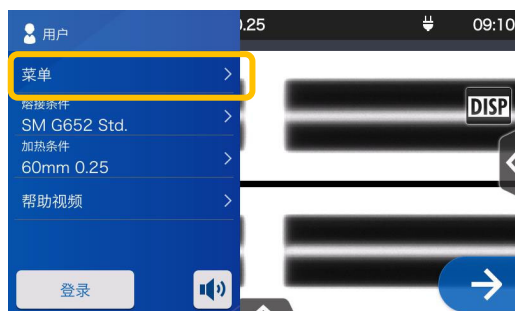 用户
.25
09:10
菜单
熔接条件
SM G652 Std.
加热条件
60mm 0.25
帮助视频
登录
DISP